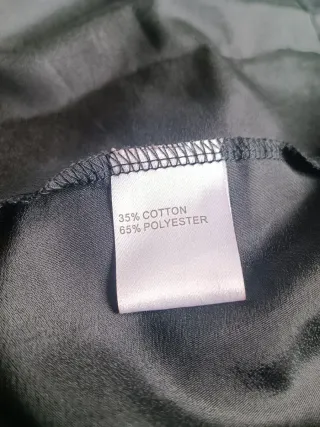 35% COTTON
65% POLYESTER